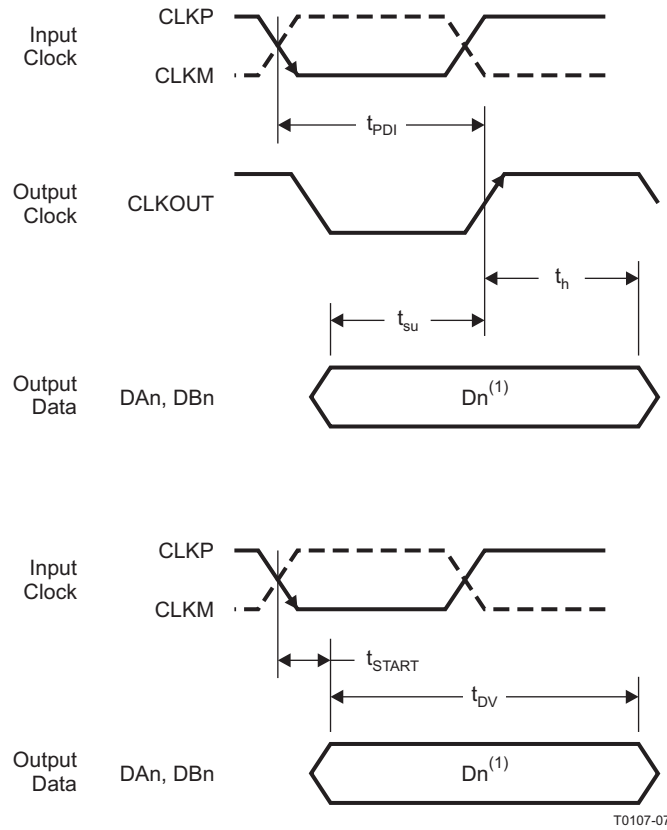 Input
Clock
CLKP
CLKM
tPDI
Output
Clock
CLKOUT
th
tsu
Output
Data
DAn, DBn
Dn(1)
Input
Clock
CLKP
CLKM
tSTART
tDV
Output
Data
DAn, DBn
Dn(1)
T0107-07